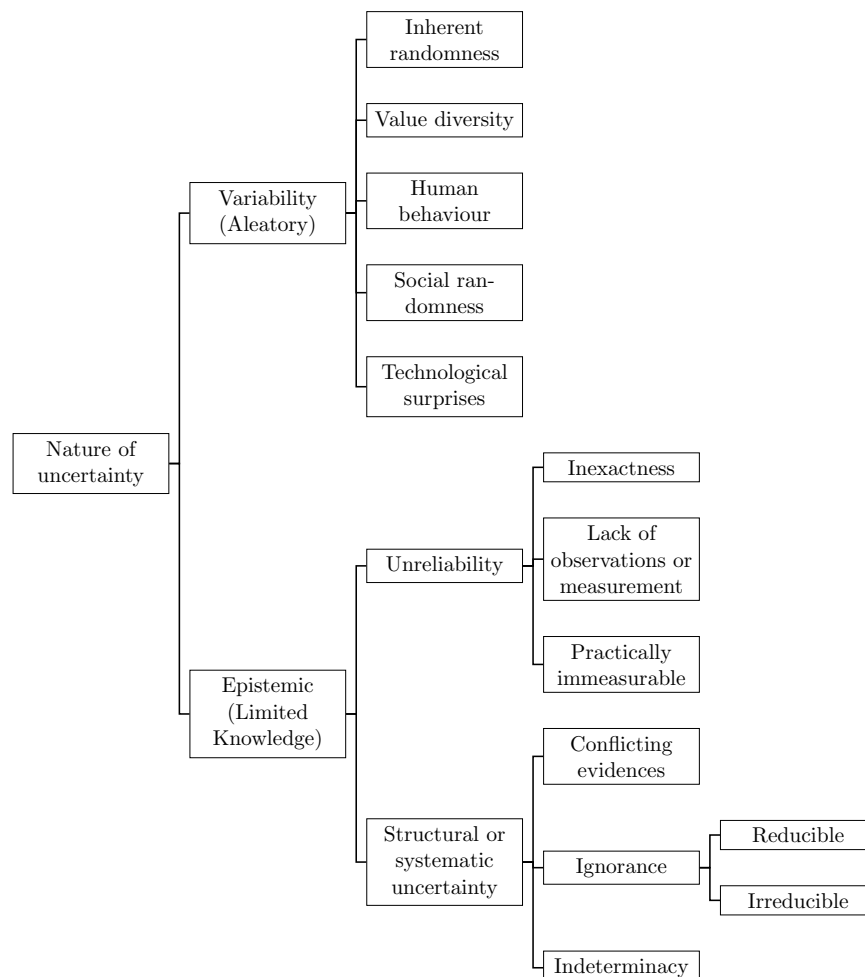 Inherent
randomness
Value diversity
Variability
(Aleatory)
Human
behaviour
Social ran-
domness
Technological
surprises
Nature of
uncertainty
Inexactness
Unreliability
Lack of
observations or
measurement
Practically
immeasurable
Epistemic
(Limited
Knowledge)
Conflicting
evidences
Structural or
systematic
uncertainty
Ignorance
Reducible
Irreducible
Indeterminacy